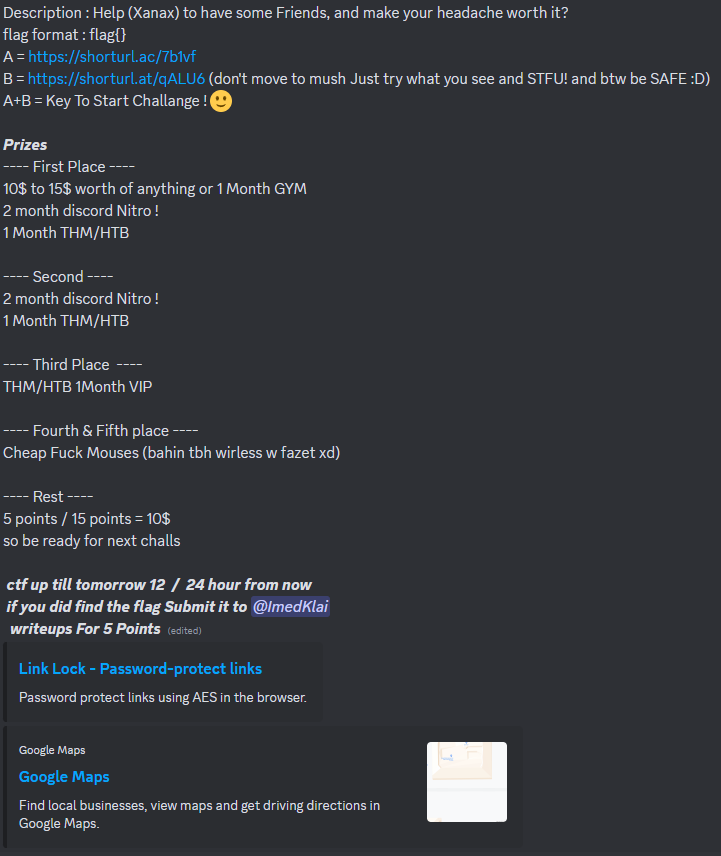 Description : Help (Xanax) to have some Friends, and make your headache worth it?
flag format : flag{}
A = https://shorturl.ac/7b1vf
B = https://shorturl.at/qALU6 (don't move to mush Just try what you see and STFU! and btw be SAFE :D)
A+B = Key To Start Challange ! 🙂
Prizes
---- First Place ----
10$ to 15$ worth of anything or 1 Month GYM
2 month discord Nitro !
1 Month THM/HTB
---- Second ----
2 month discord Nitro !
1 Month THM/HTB
---- Third Place  ----
THM/HTB 1Month VIP
---- Fourth & Fifth place ----
Cheap Fuck Mouses (bahin tbh wirless w fazet xd)
---- Rest ----
5 points / 15 points = 10$
so be ready for next challs
ctf up till tomorrow 12  /  24 hour from now
if you did find the flag Submit it to @ImedKlai
writeups For 5 Points (edited)
Link Lock - Password-protect links
Password protect links using AES in the browser.
Google Maps
Google Maps
Find local businesses, view maps and get driving directions in
Google Maps.